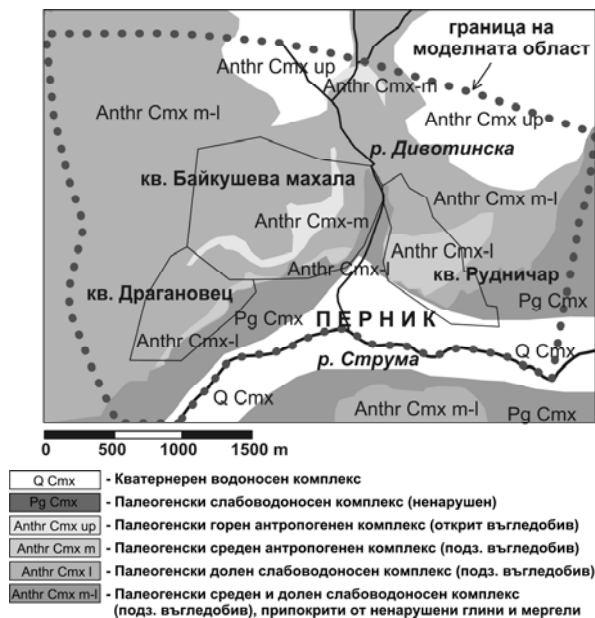 граница на
моделната област
Anthr Cmx up
Anthr Cmx-m
Anthr Cmx m-l
Anthr Cmx up
р. Дивотинска
кв. Байкушева махала
Anthr Cmx m-l
Anthr Cmx-m
Anthr Cmx-l
Anthr Cmx-l
кв. Рудничар
кв. Драгановец
Pg Cmx
Pg Cmx
ПЕРНИК
Anthr Cmx-l
Q Cmx
р. Струма
Q Cmx
Anthr Cmx m-l
Pg Cmx
0 500 1000 1500 m
Q Cmx - Кватернерен водоносен комплекс
Pg Cmx - Палеогенски слабоводоносен комплекс (ненарушен)
Anthr Cmx up - Палеогенски горен антропогенен комплекс (открит въгледобив)
Anthr Cmx m - Палеогенски среден антропогенен комплекс (подз. въгледобив)
Anthr Cmx l - Палеогенски долен слабоводоносен комплекс (подз. въгледобив)
Anthr Cmx m-l - Палеогенски среден и долен слабоводоносен комплекс
(подз. въгледобив), припокрити от ненарушени глини и мергели